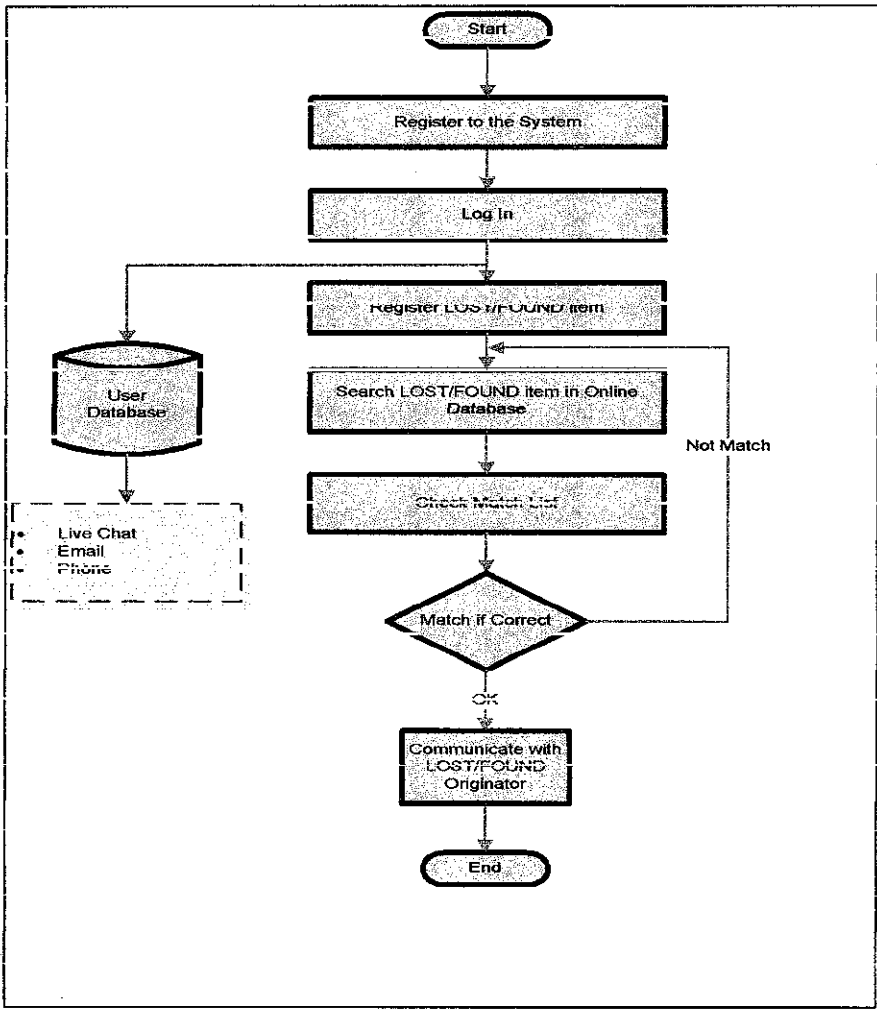 Start
Register to the System
Log In
Register LOST/FOUND item
Search LOST/FOUND item in Online
Database
User
Database
Not Match
Check Match List
• Live Chat
• Email
• Phone
Match if Correct
OK
Communicate with
LOST/FOUND
Originator
End